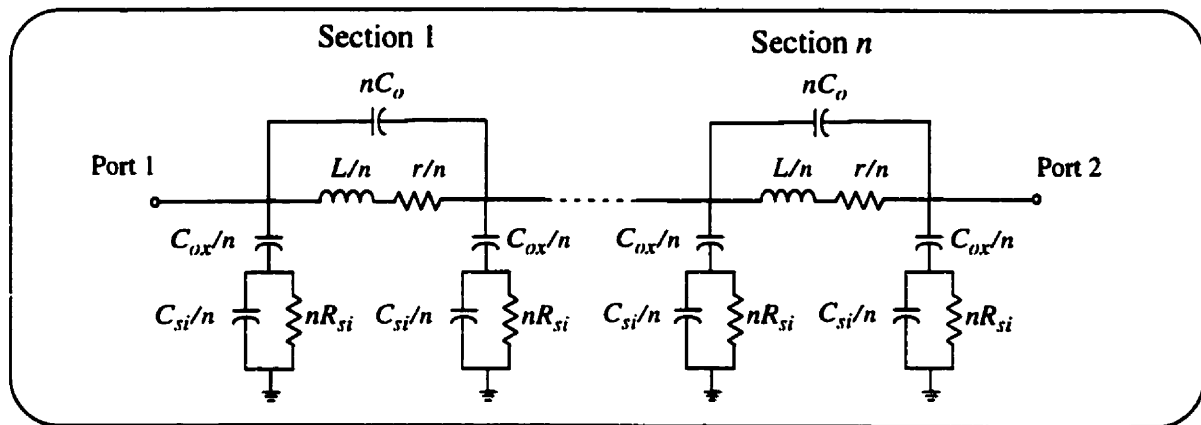 Section 1 Section n
nC_o nC_o
Port 1 L/n r/n L/n r/n Port 2
C_ox/n C_ox/n C_ox/n C_ox/n
C_si/n nR_si C_si/n nR_si C_si/n nR_si C_si/n nR_si